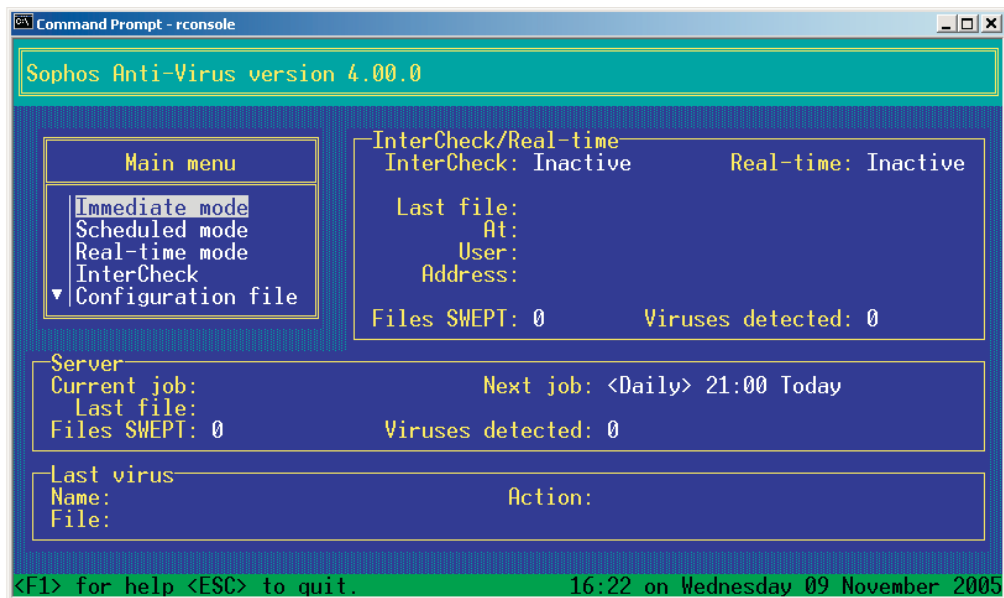 Command Prompt - rconsole
Sophos Anti-Virus version 4.00.0
Main menu
Immediate mode
Scheduled mode
Real-time mode
InterCheck
Configuration file
InterCheck/Real-time
InterCheck: Inactive Real-time: Inactive
Last file:
At:
User:
Address:
Files SWEPT: 0 Viruses detected: 0
Server
Current job: Next job: <Daily> 21:00 Today
Last file:
Files SWEPT: 0 Viruses detected: 0
Last virus
Name: Action:
File:
<F1> for help <ESC> to quit. 16:22 on Wednesday 09 November 2005